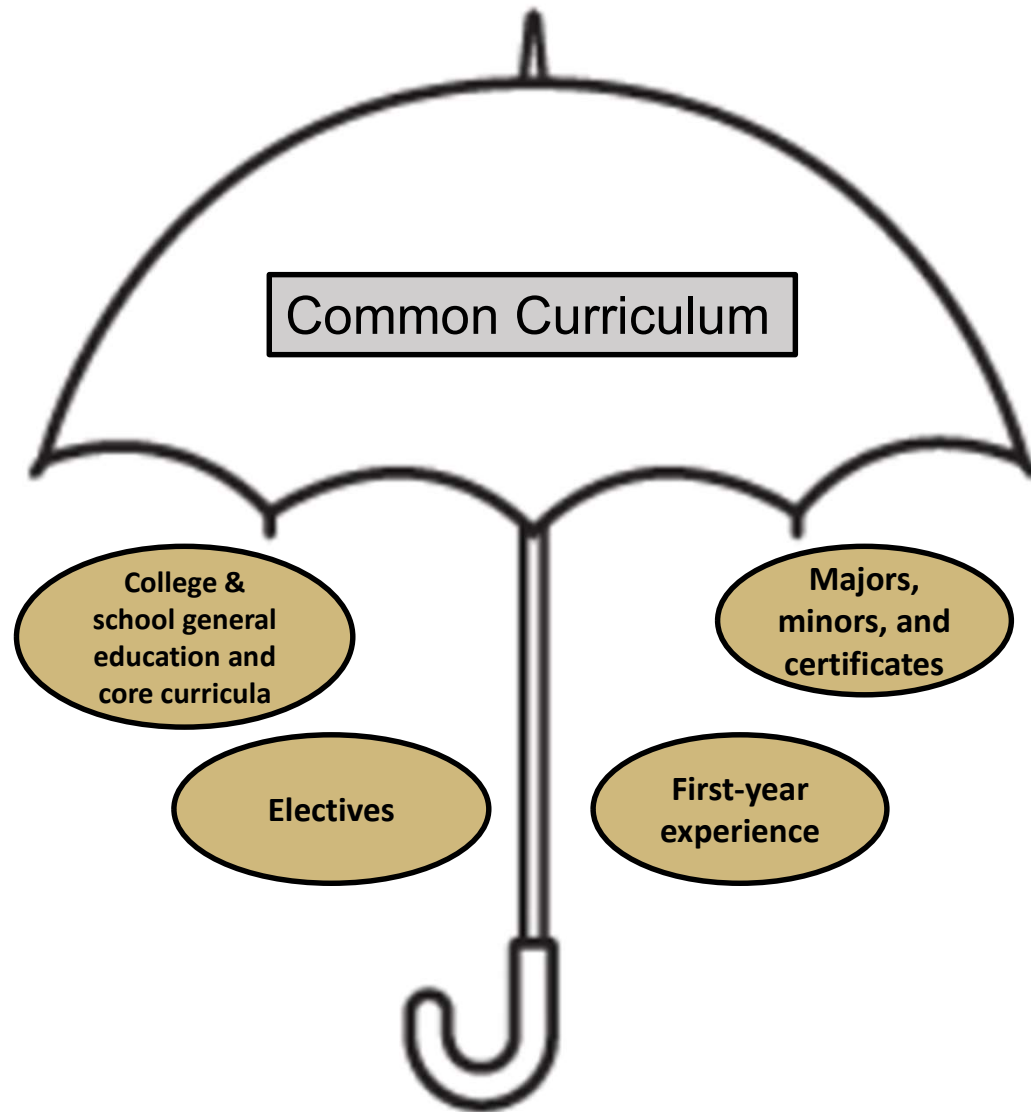 Common Curriculum
College &
school general
education and
core curricula
Majors,
minors, and
certificates
Electives
First-year
experience